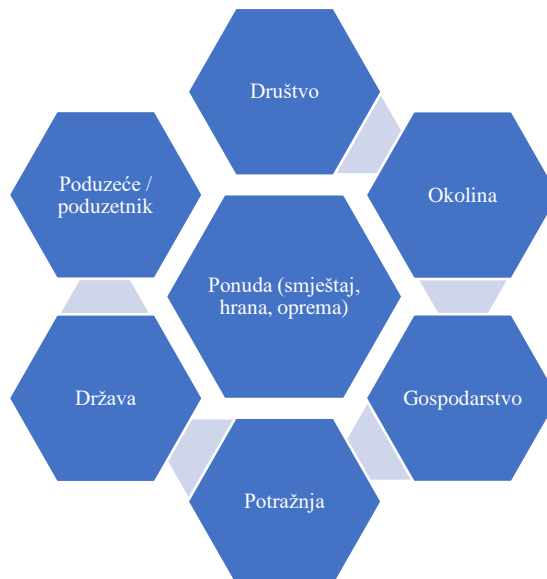 Društvo
Poduzeće /
poduzetnik
Okolina
Ponuda (smještaj,
hrana, oprema)
Država
Gospodarstvo
Potražnja